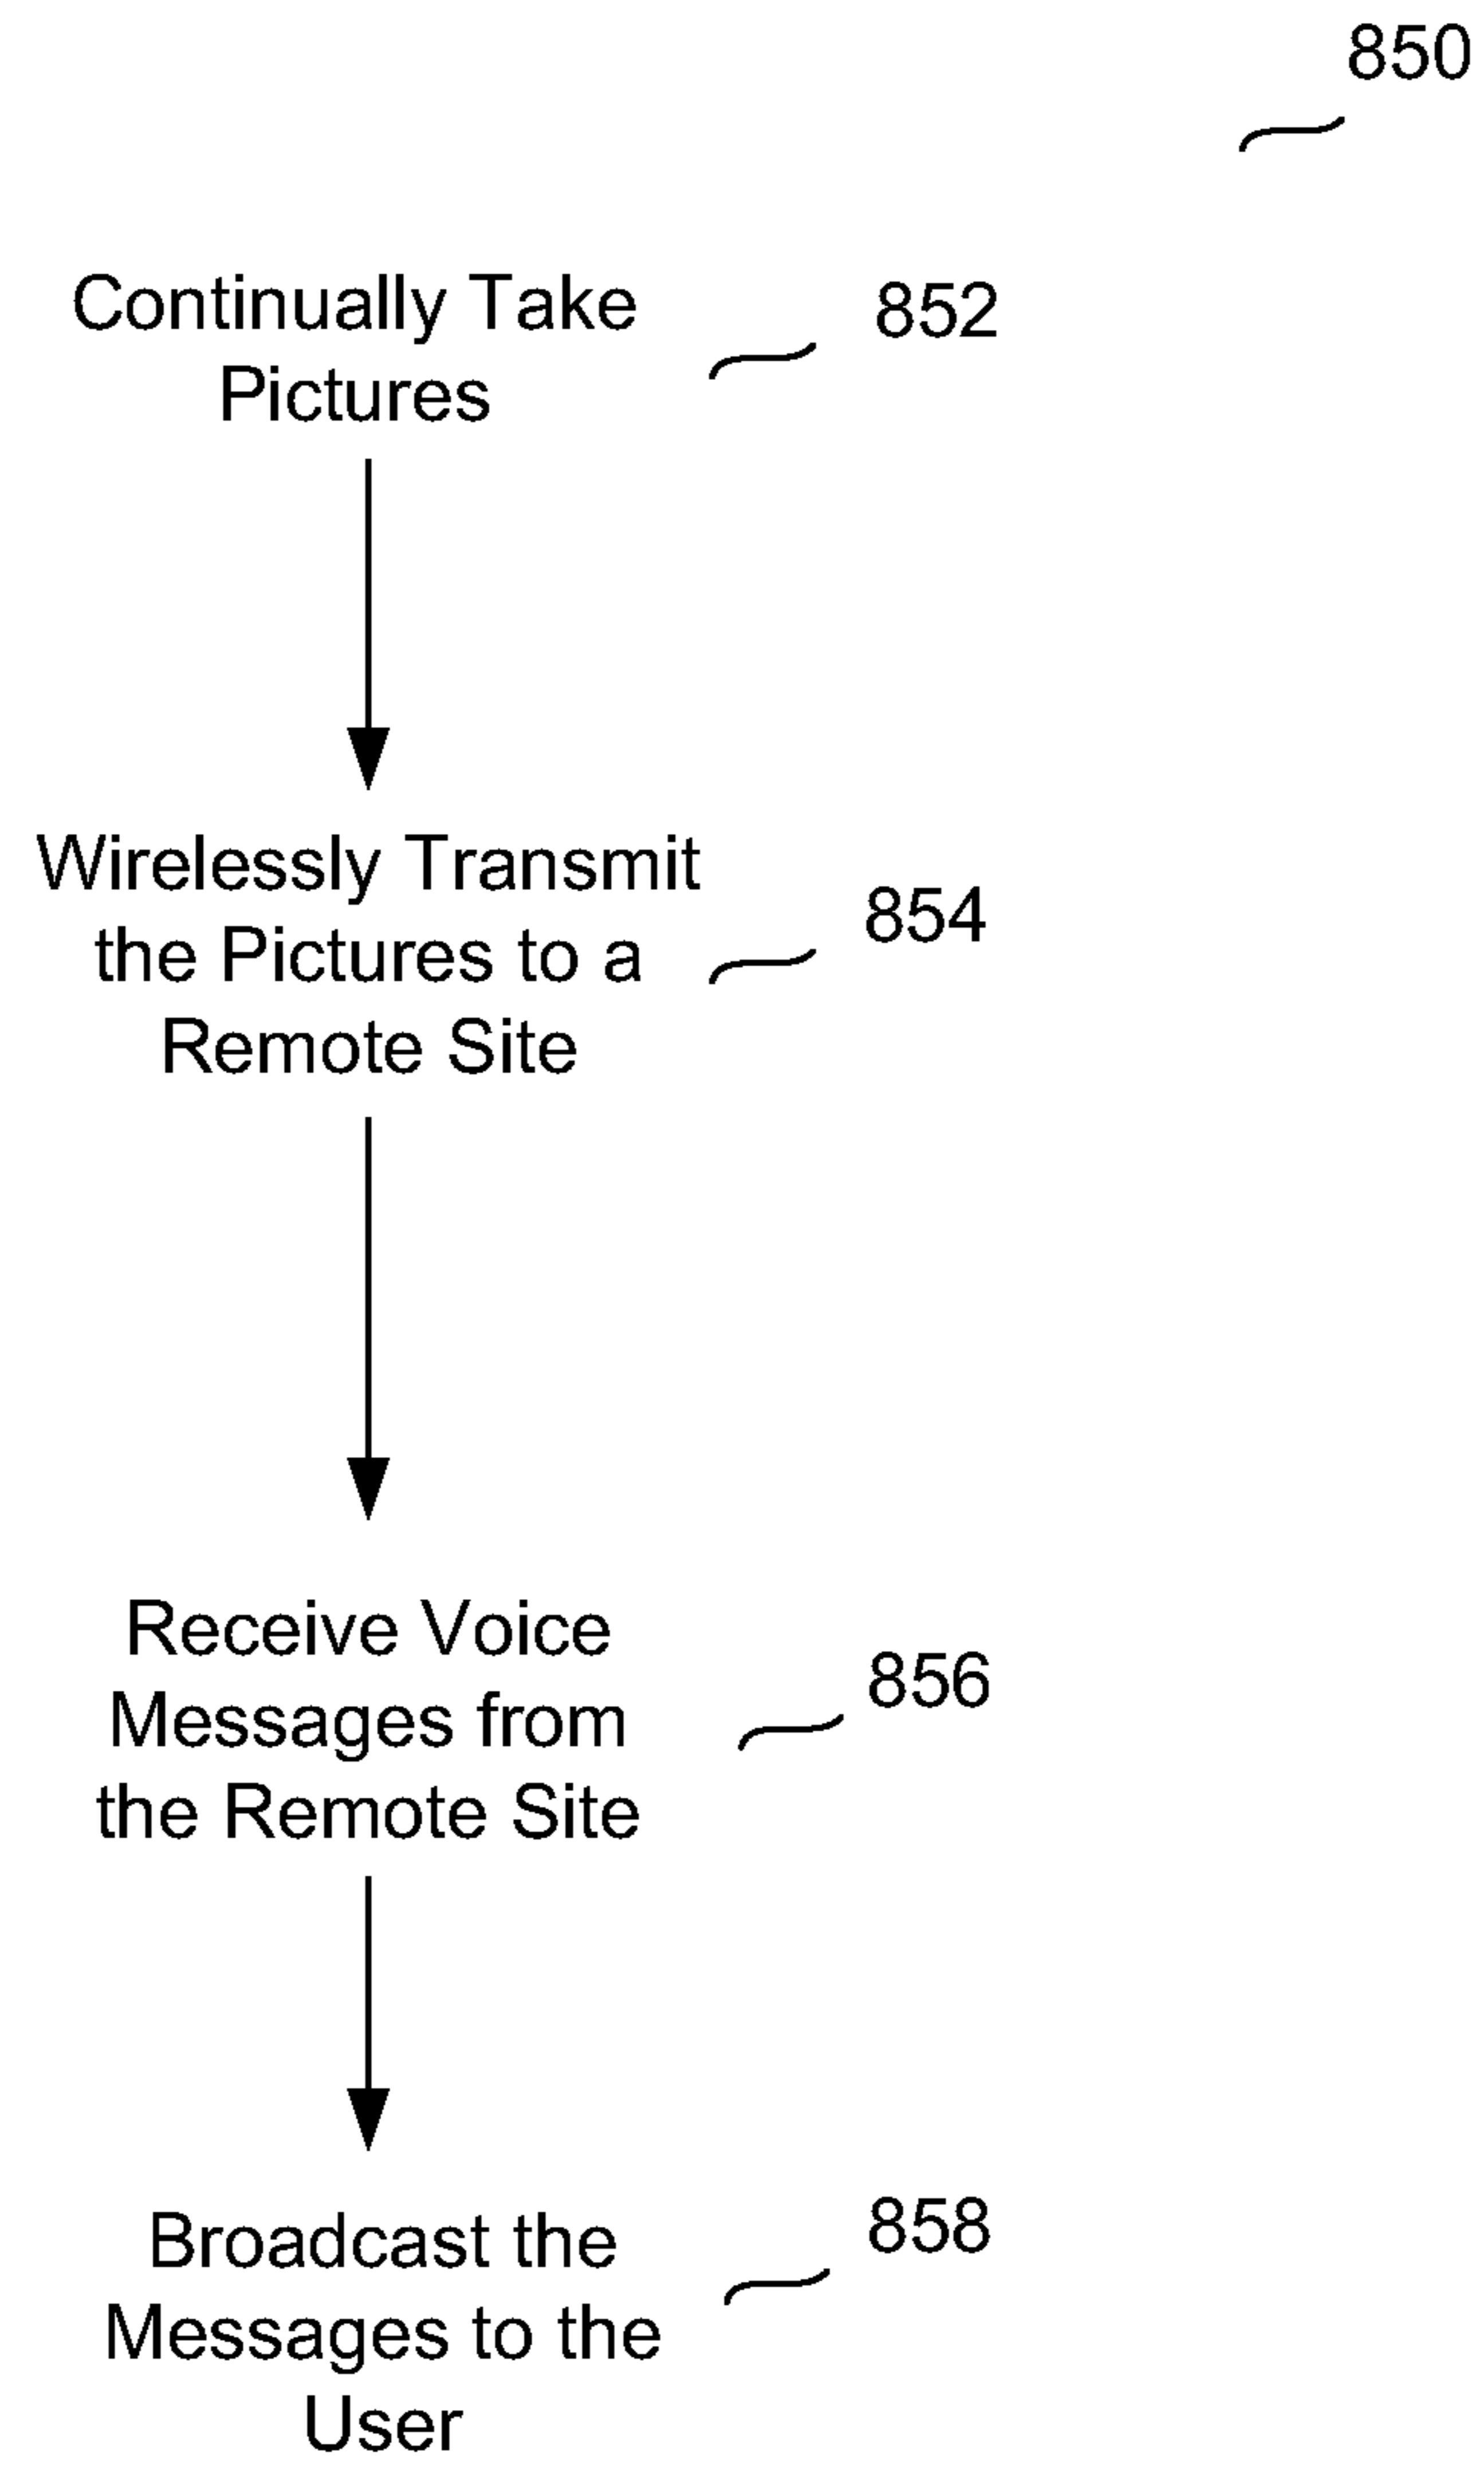 850
Continually Take
Pictures
852
Wirelessly Transmit
the Pictures to a
Remote Site
854
Receive Voice
Messages from
the Remote Site
856
Broadcast the
Messages to the
User
858